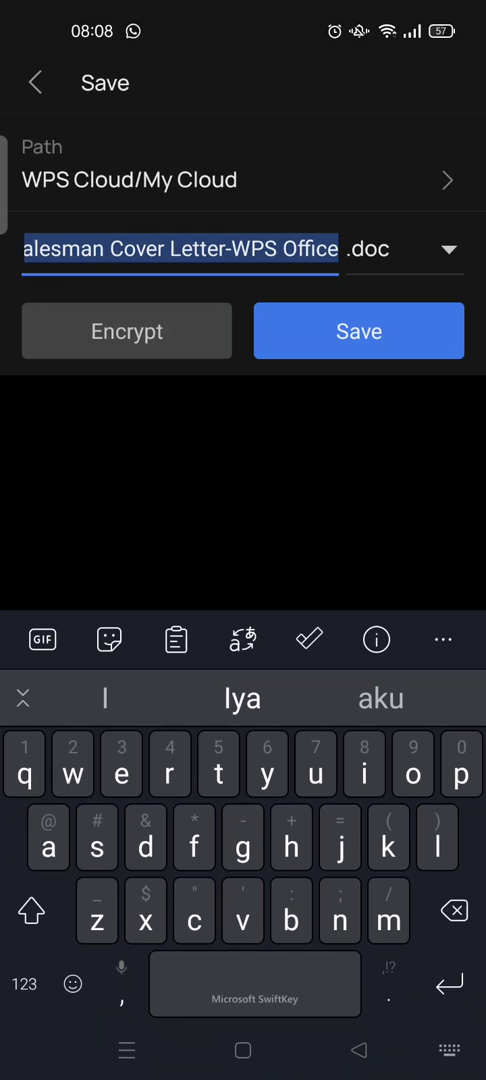 08:08
57
Save
Path
WPS Cloud/My Cloud
alesman Cover Letter-WPS Office .doc
Encrypt Save
GIF
I Iya aku
1 2 3 4 5 6 7 8 9 0
q w e r t y u i o p
@ # & * - + = ( )
a s d f g h j k l
_ $ " ' : ; /
z x c v b n m
,!?
123 , Microsoft SwiftKey .